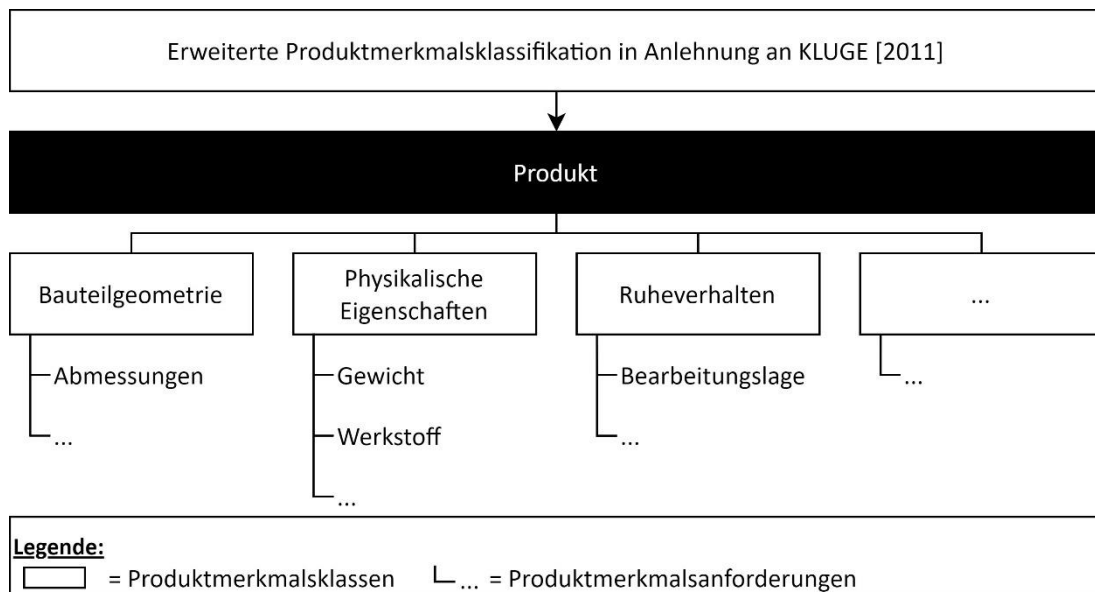 Erweiterte Produktmerkmalsklassifikation in Anlehnung an KLUGE [2011]
Produkt
Bauteilgeometrie
Abmessungen
...
Physikalische
Eigenschaften
Gewicht
Werkstoff
...
Ruheverhalten
Bearbeitungslage
...
...
...
Legende:
= Produktmerkmalsklassen
... = Produktmerkmalsanforderungen